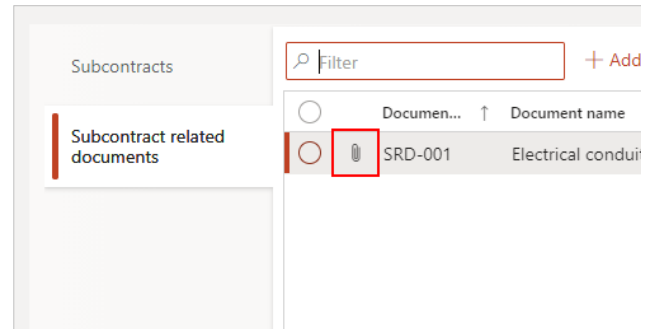 Subcontracts
Subcontract related
documents
Filter
+ Add
Documen... ↑ Document name
SRD-001 Electrical conduit